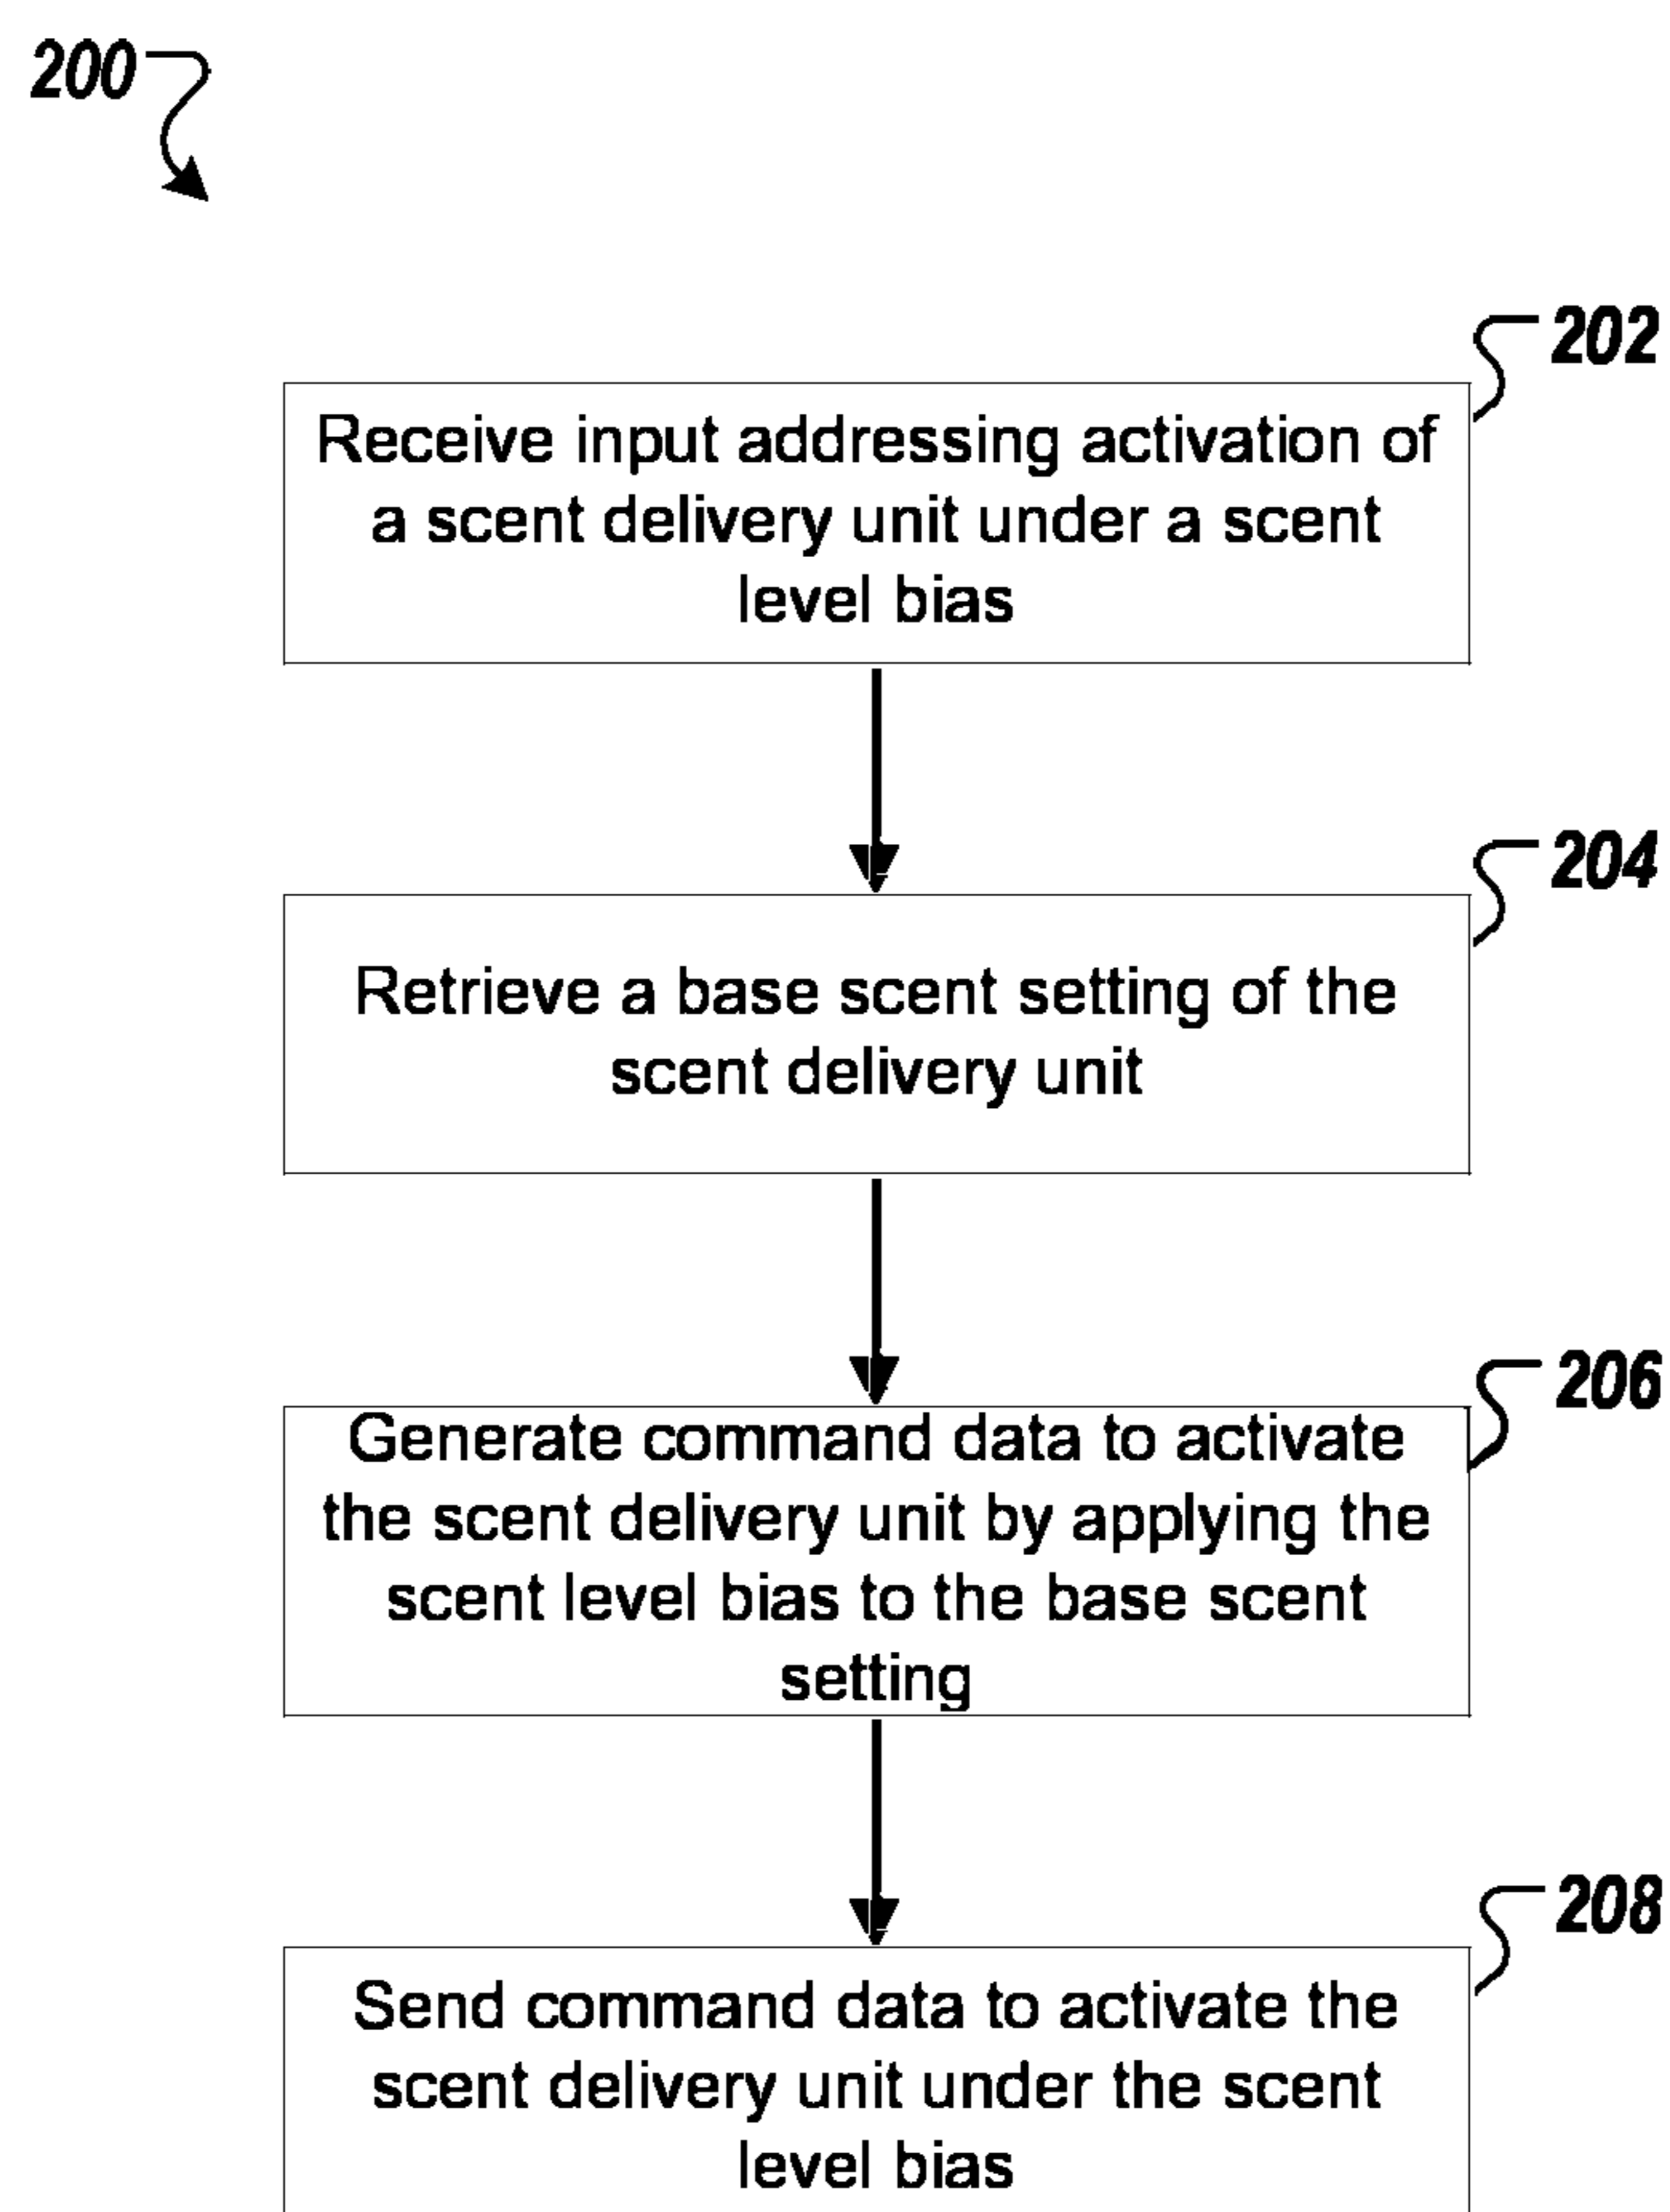 200
202
Receive input addressing activation of
a scent delivery unit under a scent
level bias
204
Retrieve a base scent setting of the
scent delivery unit
206
Generate command data to activate
the scent delivery unit by applying the
scent level bias to the base scent
setting
208
Send command data to activate the
scent delivery unit under the scent
level bias